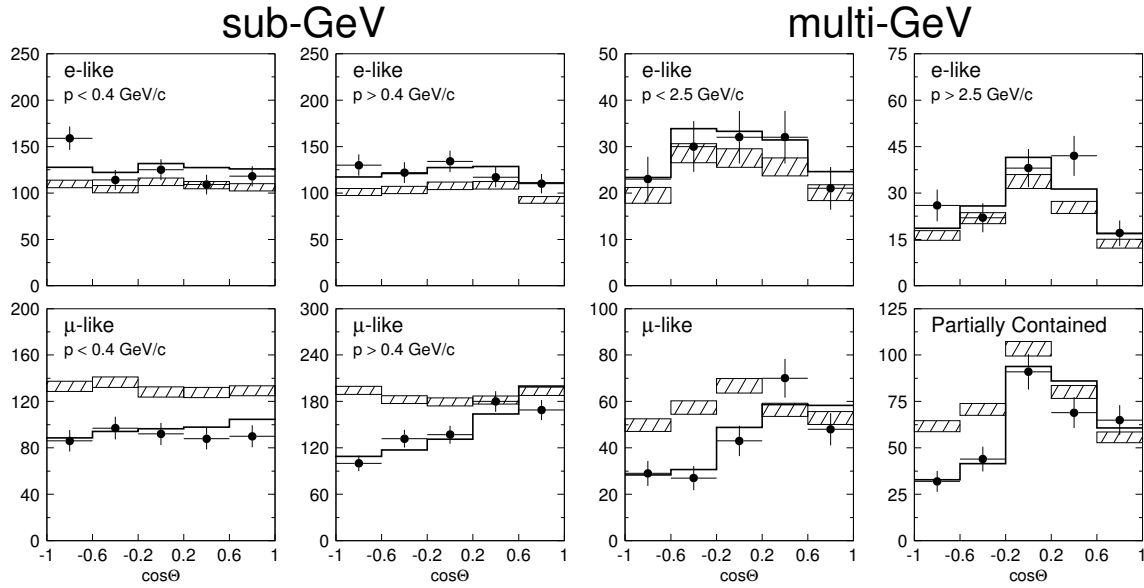 sub-GeV
multi-GeV
250
200
150
100
50
0
e-like
p < 0.4 GeV/c
250
200
150
100
50
0
e-like
p > 0.4 GeV/c
50
40
30
20
10
0
e-like
p < 2.5 GeV/c
75
60
45
30
15
0
e-like
p > 2.5 GeV/c
200
160
120
80
40
0
μ-like
p < 0.4 GeV/c
-1 -0.6 -0.2 0.2 0.6 1
cosΘ
300
240
180
120
60
0
μ-like
p > 0.4 GeV/c
-1 -0.6 -0.2 0.2 0.6 1
cosΘ
100
80
60
40
20
0
μ-like
-1 -0.6 -0.2 0.2 0.6 1
cosΘ
125
100
75
50
25
0
Partially Contained
-1 -0.6 -0.2 0.2 0.6 1
cosΘ